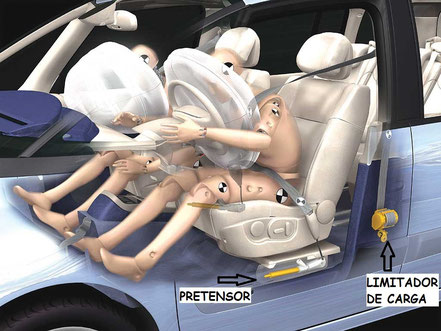 PRETENSOR
LIMITADOR
DE CARGA